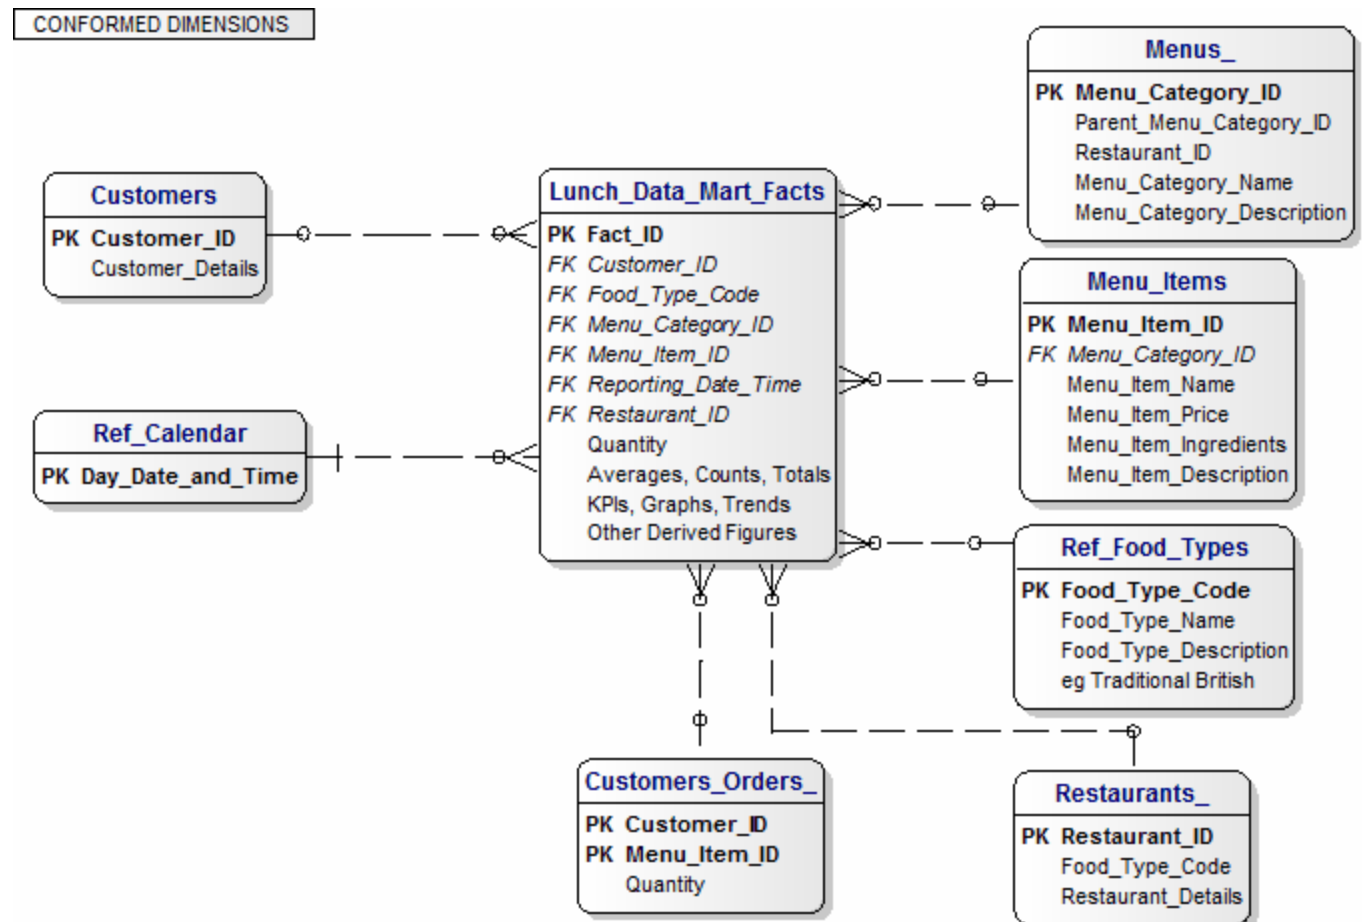 CONFORMED DIMENSIONS
Menus_
PK Menu_Category_ID
Parent_Menu_Category_ID
Restaurant_ID
Menu_Category_Name
Menu_Category_Description
Customers
PK Customer_ID
Customer_Details
Lunch_Data_Mart_Facts
PK Fact_ID
FK Customer_ID
FK Food_Type_Code
FK Menu_Category_ID
FK Menu_Item_ID
FK Reporting_Date_Time
FK Restaurant_ID
Quantity
Averages, Counts, Totals
KPIs, Graphs, Trends
Other Derived Figures
Menu_Items
PK Menu_Item_ID
FK Menu_Category_ID
Menu_Item_Name
Menu_Item_Price
Menu_Item_Ingredients
Menu_Item_Description
Ref_Calendar
PK Day_Date_and_Time
Ref_Food_Types
PK Food_Type_Code
Food_Type_Name
Food_Type_Description
eg Traditional British
Customers_Orders_
PK Customer_ID
PK Menu_Item_ID
Quantity
Restaurants_
PK Restaurant_ID
Food_Type_Code
Restaurant_Details